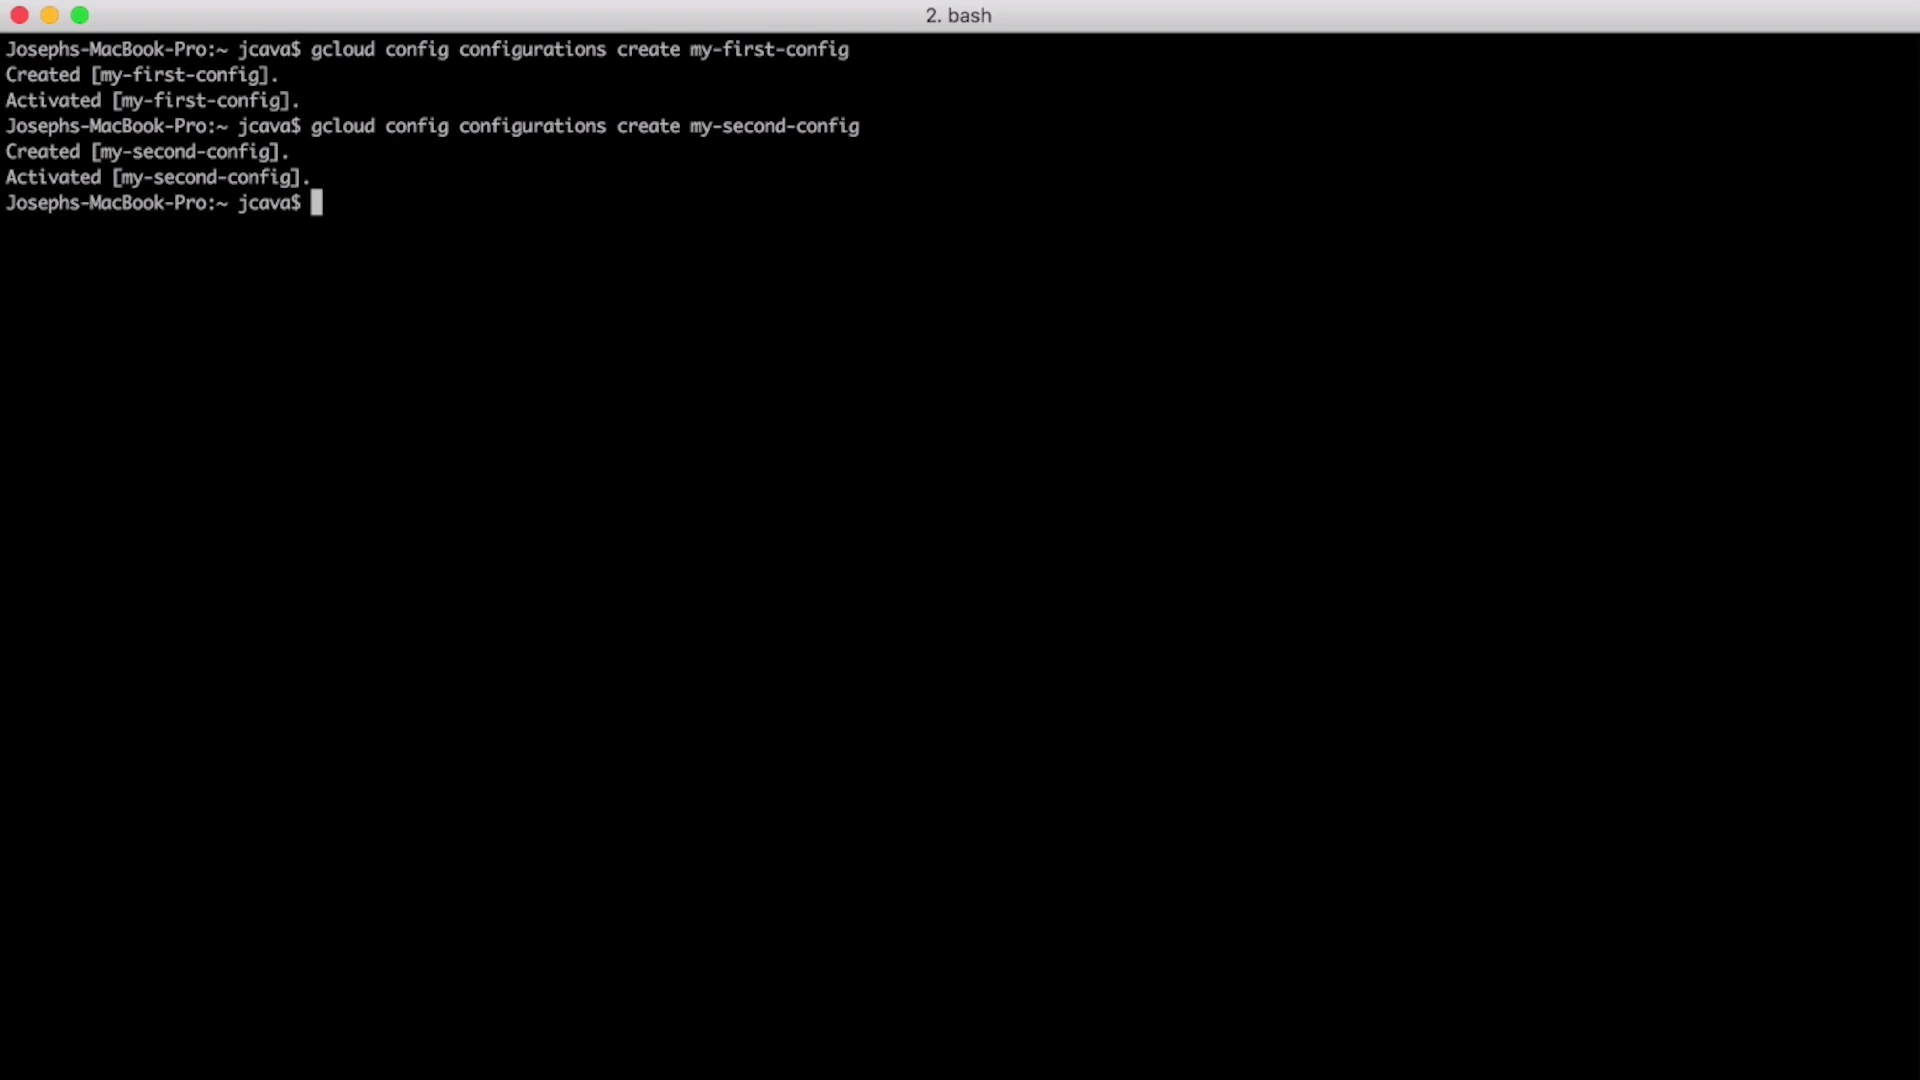 2. bash
Josephs-MacBook-Pro:~ jcava$ gcloud config configurations create my-first-config
Created [my-first-config].
Activated [my-first-config].
Josephs-MacBook-Pro:~ jcava$ gcloud config configurations create my-second-config
Created [my-second-config].
Activated [my-second-config].
Josephs-MacBook-Pro:~ jcava$